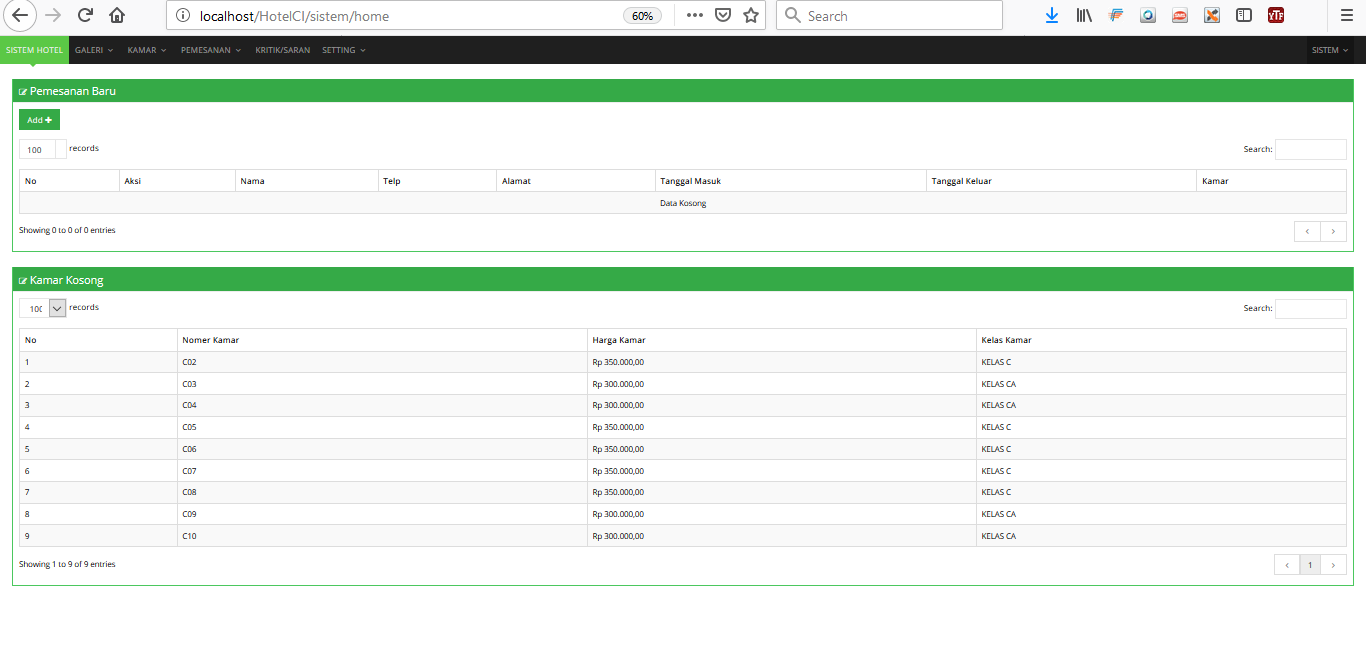 localhost/HotelCI/sistem/home 60% Search
SISTEM HOTEL GALERI KAMAR PEMESANAN KRITIK/SARAN SETTING SISTEM
Pemesanan Baru
Add
100 records Search:
No Aksi Nama Telp Alamat Tanggal Masuk Tanggal Keluar Kamar
Data Kosong
Showing 0 to 0 of 0 entries
Kamar Kosong
100 records Search:
No Nomer Kamar Harga Kamar Kelas Kamar
1 C02 Rp 350.000,00 KELAS C
2 C03 Rp 300.000,00 KELAS CA
3 C04 Rp 300.000,00 KELAS CA
4 C05 Rp 350.000,00 KELAS C
5 C06 Rp 350.000,00 KELAS C
6 C07 Rp 350.000,00 KELAS C
7 C08 Rp 350.000,00 KELAS C
8 C09 Rp 300.000,00 KELAS CA
9 C10 Rp 300.000,00 KELAS CA
Showing 1 to 9 of 9 entries 1